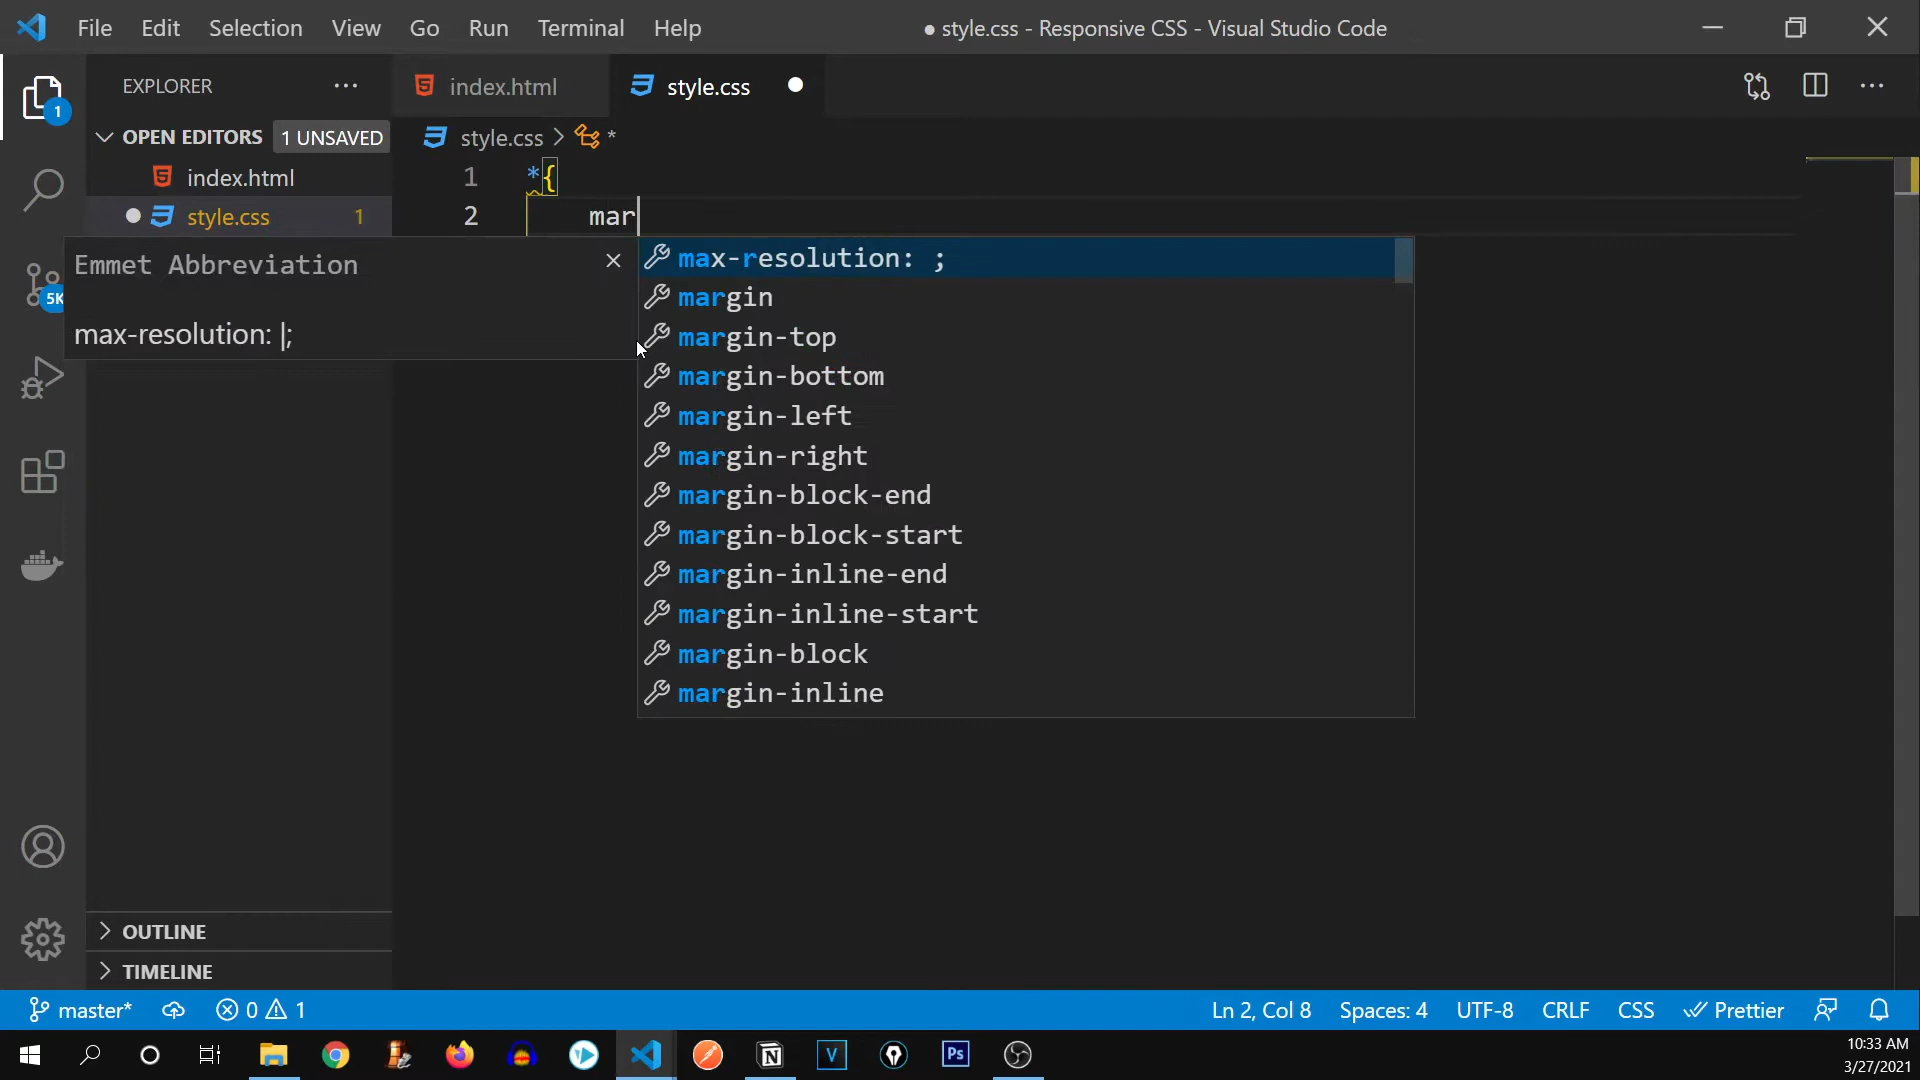 File Edit Selection View Go Run Terminal Help
● style.css - Responsive CSS - Visual Studio Code
EXPLORER
index.html
style.css
OPEN EDITORS 1 UNSAVED
style.css > *
index.html
style.css 1
1 *{
2 mar
1
5K
Emmet Abbreviation
max-resolution: |;
max-resolution: ;
margin
margin-top
margin-bottom
margin-left
margin-right
margin-block-end
margin-block-start
margin-inline-end
margin-inline-start
margin-block
margin-inline
OUTLINE
TIMELINE
master* 0 1
Ln 2, Col 8 Spaces: 4 UTF-8 CRLF CSS Prettier
N V Ps
10:33 AM
3/27/2021